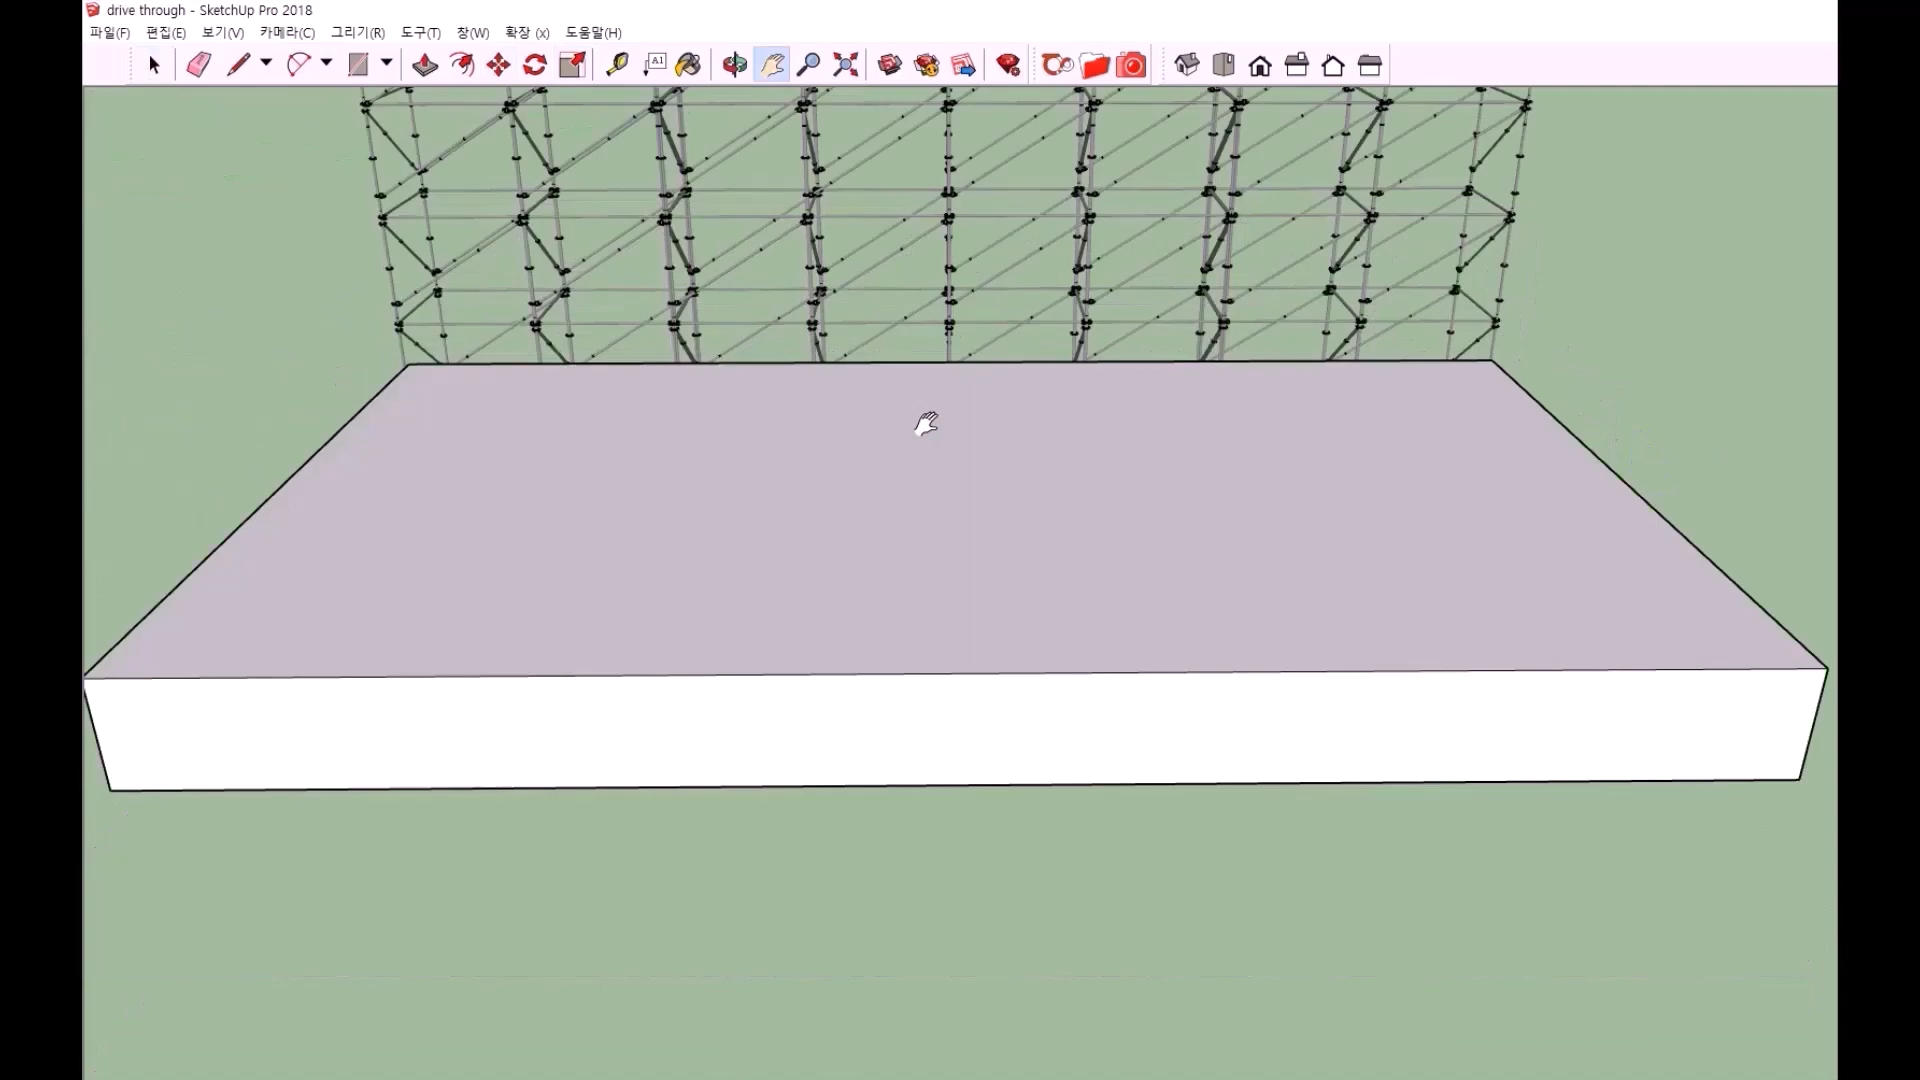 drive through - SketchUp Pro 2018
파일(F) 편집(E) 보기(V) 카메라(C) 그리기(R) 도구(T) 창(W) 확장 (x) 도움말(H)
A1